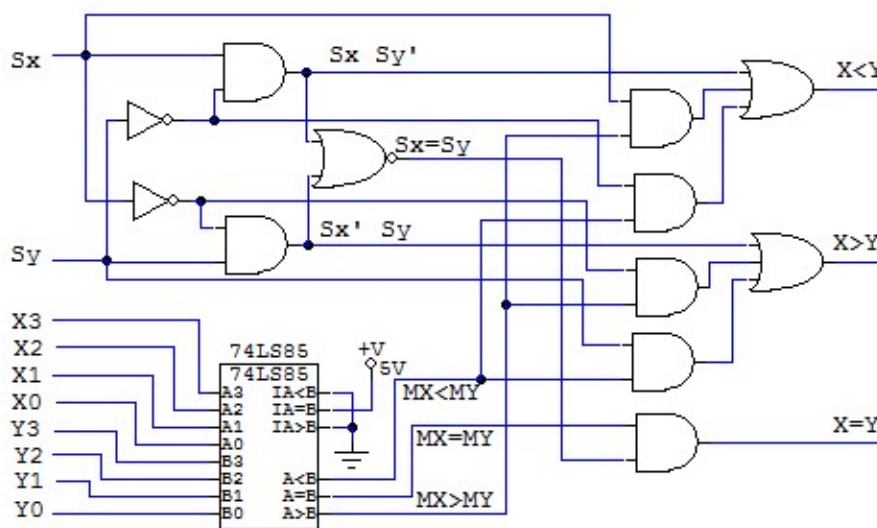 Sx
Sx Sy'
X<Y
Sx=Sy
Sx' Sy
Sy
X>Y
X3
X2
X1
X0
Y3
Y2
Y1
Y0
74LS85
74LS85
A3 IA<B
A2 IA=B
A1 IA>B
A0
B3
B2 A<B
B1 A=B
B0 A>B
+V
5V
MX<MY
MX=MY
MX>MY
X=Y